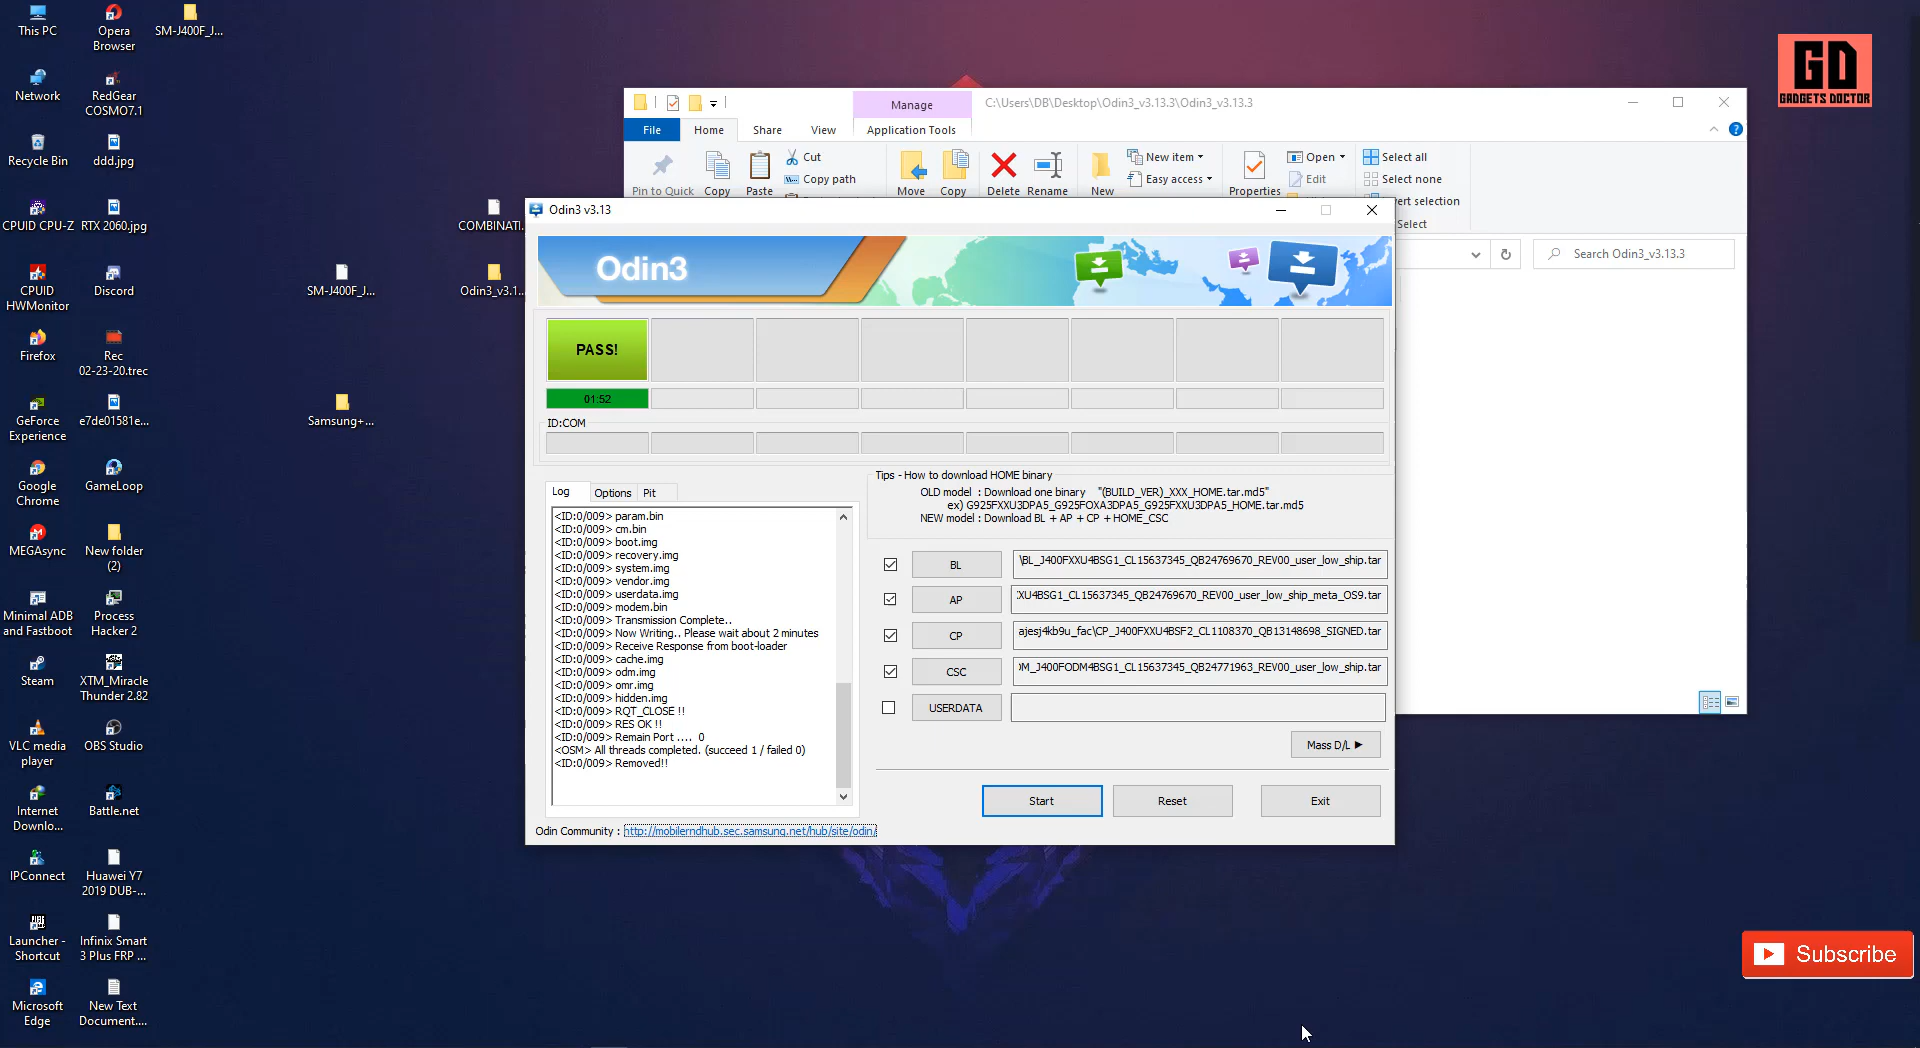 This PC
Opera
Browser
SM-J400F_J...
Network
RedGear
COSMO7.1
Recycle Bin
ddd.jpg
CPUID CPU-Z
RTX 2060.jpg
COMBINATI...
CPUID
HWMonitor
Discord
SM-J400F_J...
Odin3_v3.1...
Firefox
Rec
02-23-20.trec
GeForce
Experience
e7de01581e...
Samsung+...
Google
Chrome
GameLoop
MEGAsync
New folder
(2)
Minimal ADB
and Fastboot
Process
Hacker 2
Steam
XTM_Miracle
Thunder 2.82
VLC media
player
OBS Studio
Internet
Downlo...
Battle.net
IPConnect
Huawei Y7
2019 DUB-...
Launcher -
Shortcut
Infinix Smart
3 Plus FRP ...
Microsoft
Edge
New Text
Document....
Manage
C:\Users\DB\Desktop\Odin3_v3.13.3\Odin3_v3.13.3
File
Home
Share
View
Application Tools
Pin to Quick
Copy
Paste
Cut
Copy path
Move
Copy
Delete
Rename
New
New item
Easy access
Properties
Open
Edit
Select all
Select none
vert selection
Select
Search Odin3_v3.13.3
Odin3 v3.13
Odin3
PASS!
01:52
ID:COM
Log
Options
Pit
<ID:0/009> param.bin
<ID:0/009> cm.bin
<ID:0/009> boot.img
<ID:0/009> recovery.img
<ID:0/009> system.img
<ID:0/009> vendor.img
<ID:0/009> userdata.img
<ID:0/009> modem.bin
<ID:0/009> Transmission Complete..
<ID:0/009> Now Writing.. Please wait about 2 minutes
<ID:0/009> Receive Response from boot-loader
<ID:0/009> cache.img
<ID:0/009> odm.img
<ID:0/009> omr.img
<ID:0/009> hidden.img
<ID:0/009> RQT_CLOSE !!
<ID:0/009> RES OK !!
<ID:0/009> Remain Port .... 0
<OSM> All threads completed. (succeed 1 / failed 0)
<ID:0/009> Removed!!
Tips - How to download HOME binary
OLD model : Download one binary "(BUILD_VER)_XXX_HOME.tar.md5"
ex) G925FXXU3DPA5_G925FOXA3DPA5_G925FXXU3DPA5_HOME.tar.md5
NEW model : Download BL + AP + CP + HOME_CSC
BL
\BL_J400FXXU4BSG1_CL15637345_QB24769670_REV00_user_low_ship.tar
AP
XU4BSG1_CL15637345_QB24769670_REV00_user_low_ship_meta_OS9.tar
CP
ajesj4kb9u_fac\CP_J400FXXU4BSF2_CL1108370_QB13148698_SIGNED.tar
CSC
M_J400FODM4BSG1_CL15637345_QB24771963_REV00_user_low_ship.tar
USERDATA
Mass D/L
Start
Reset
Exit
Odin Community : http://mobilerndhub.sec.samsung.net/hub/site/odin/
GD
GADGETS DOCTOR
Subscribe